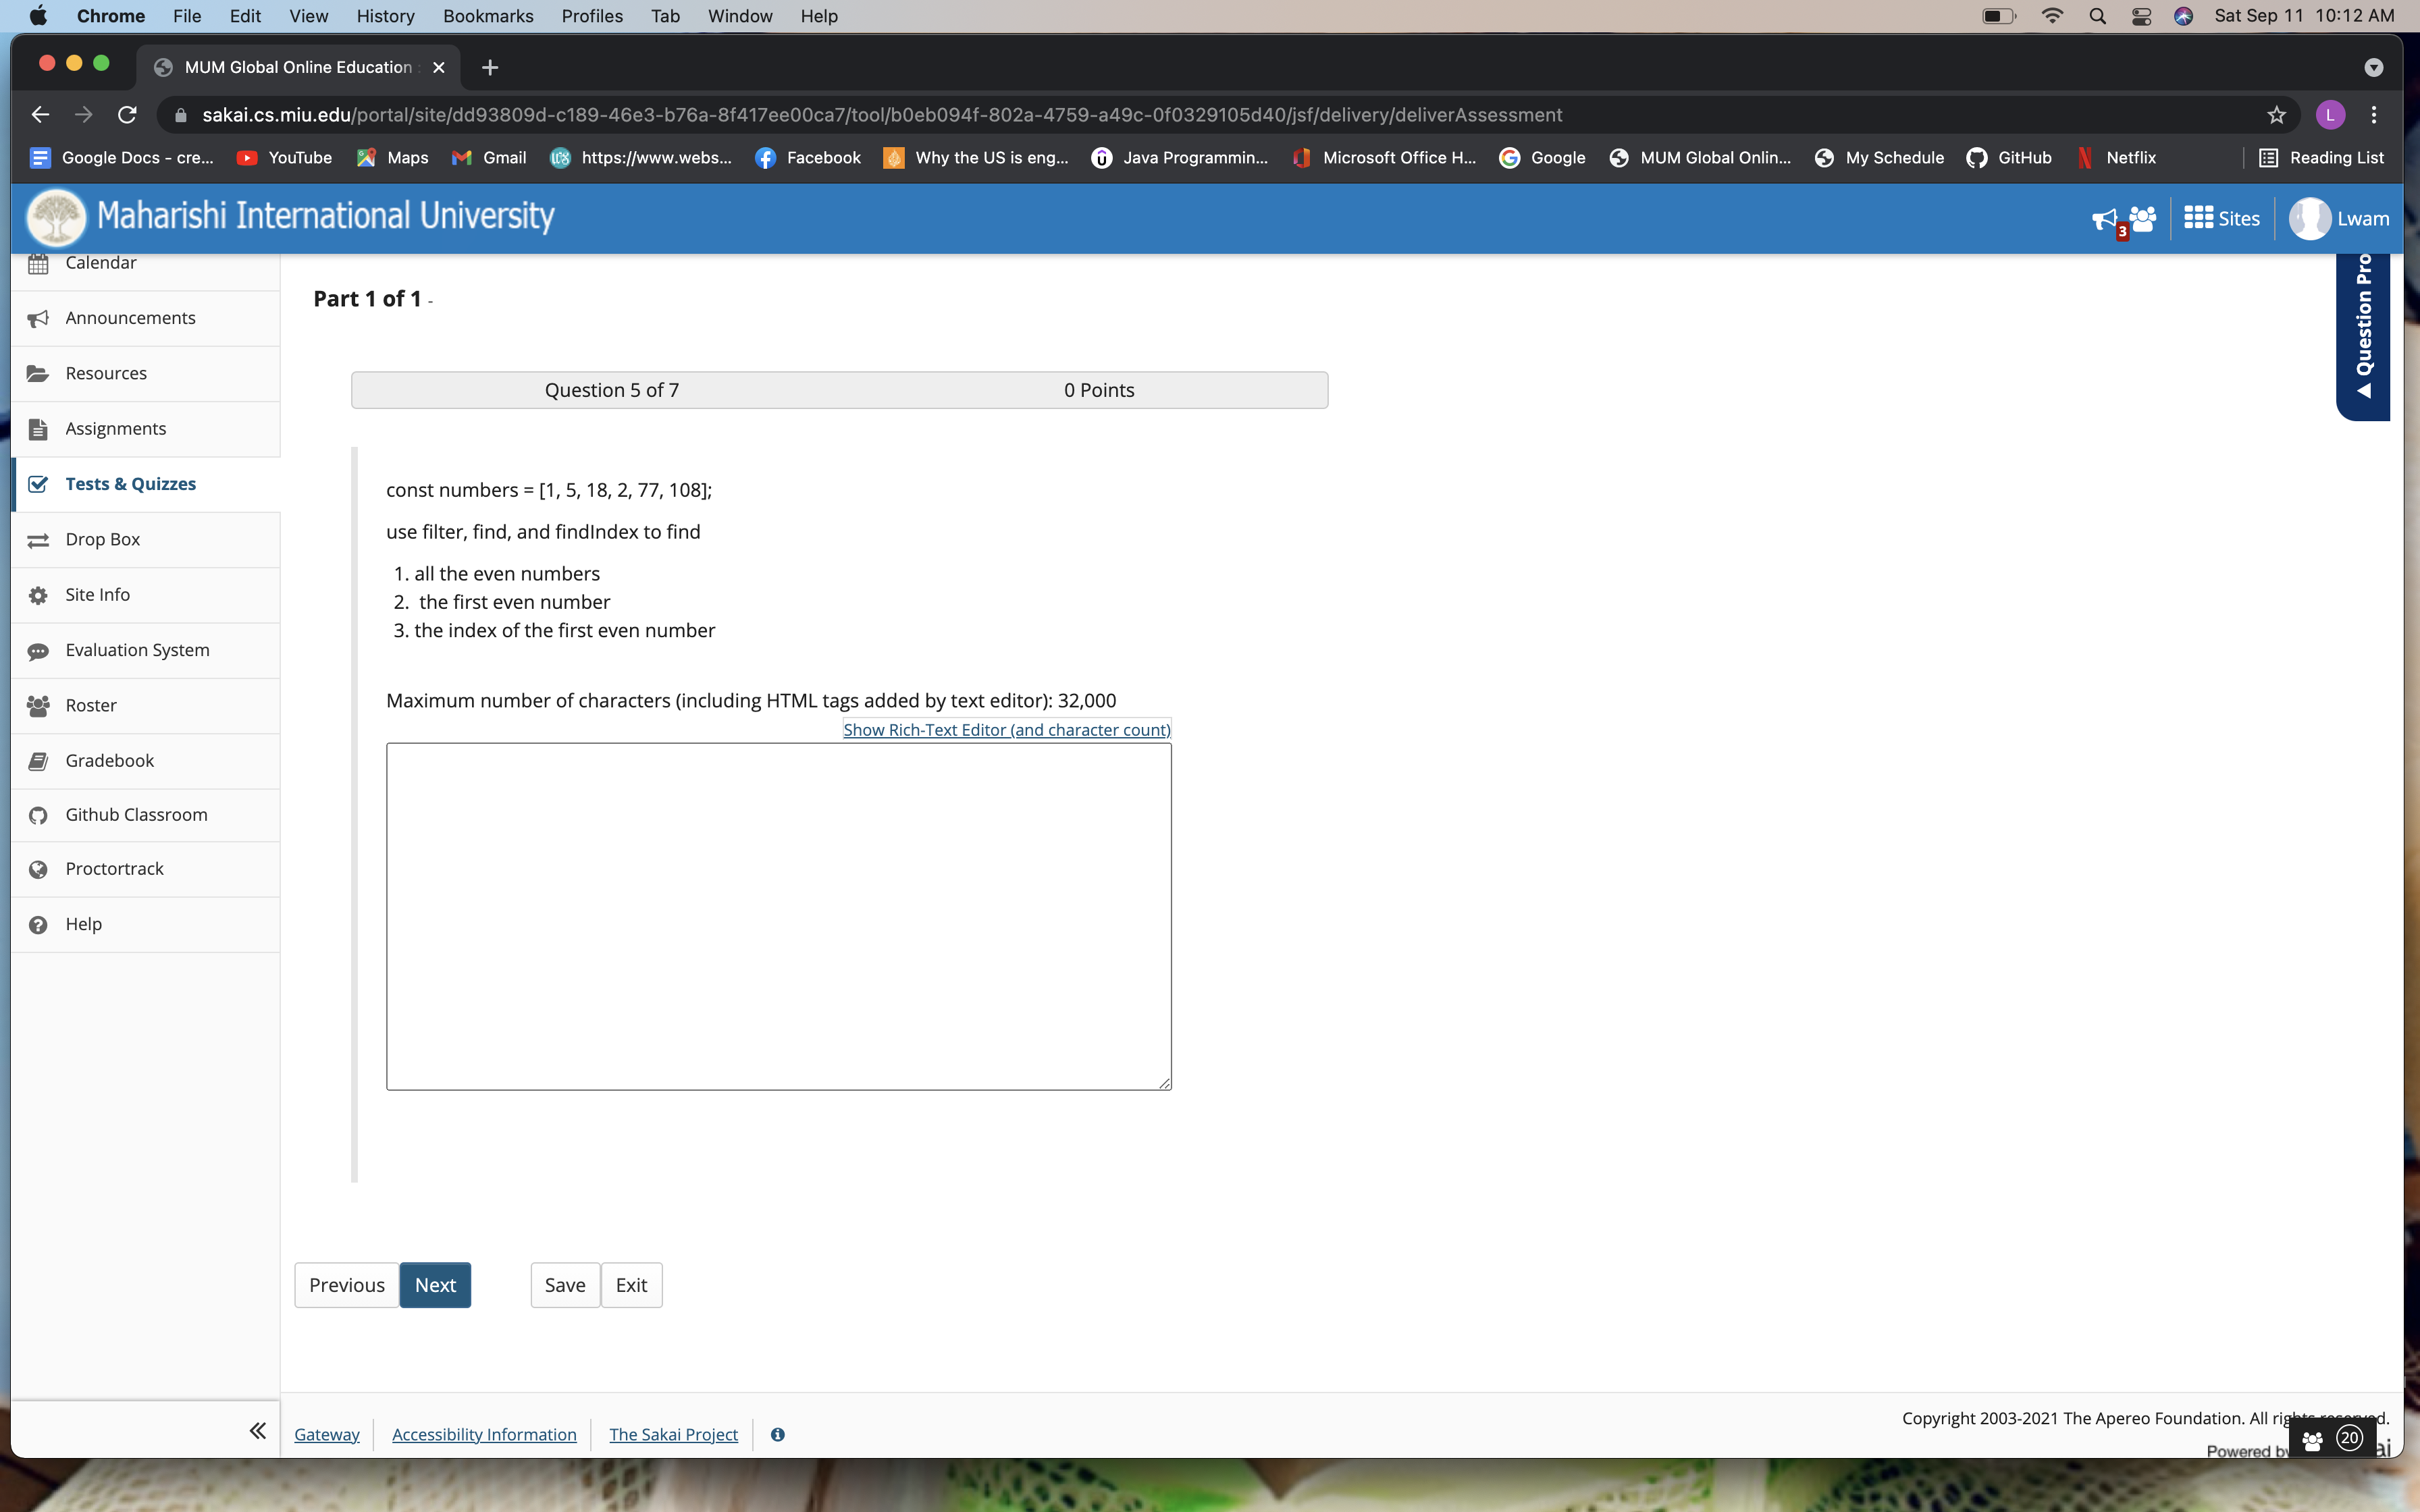 Chrome File Edit View History Bookmarks Profiles Tab Window Help Sat Sep 11 10:12 AM
MUM Global Online Education
sakai.cs.miu.edu/portal/site/dd93809d-c189-46e3-b76a-8f417ee00ca7/tool/b0eb094f-802a-4759-a49c-0f0329105d40/jsf/delivery/deliverAssessment L
Google Docs - cre... YouTube Maps Gmail https://www.webs... Facebook Why the US is eng... Java Programmin... Microsoft Office H... Google MUM Global Onlin... My Schedule GitHub Netflix Reading List
Maharishi International University 3 Sites Lwam
Calendar
Announcements
Resources
Assignments
Tests & Quizzes
Drop Box
Site Info
Evaluation System
Roster
Gradebook
Github Classroom
Proctortrack
Help
Part 1 of 1 -
Question Pro
Question 5 of 7 0 Points
const numbers = [1, 5, 18, 2, 77, 108];
use filter, find, and findIndex to find
1. all the even numbers
2. the first even number
3. the index of the first even number
Maximum number of characters (including HTML tags added by text editor): 32,000
Show Rich-Text Editor (and character count)
Previous Next Save Exit
Gateway Accessibility Information The Sakai Project
Copyright 2003-2021 The Apereo Foundation. All rights reserved.
Powered by
20